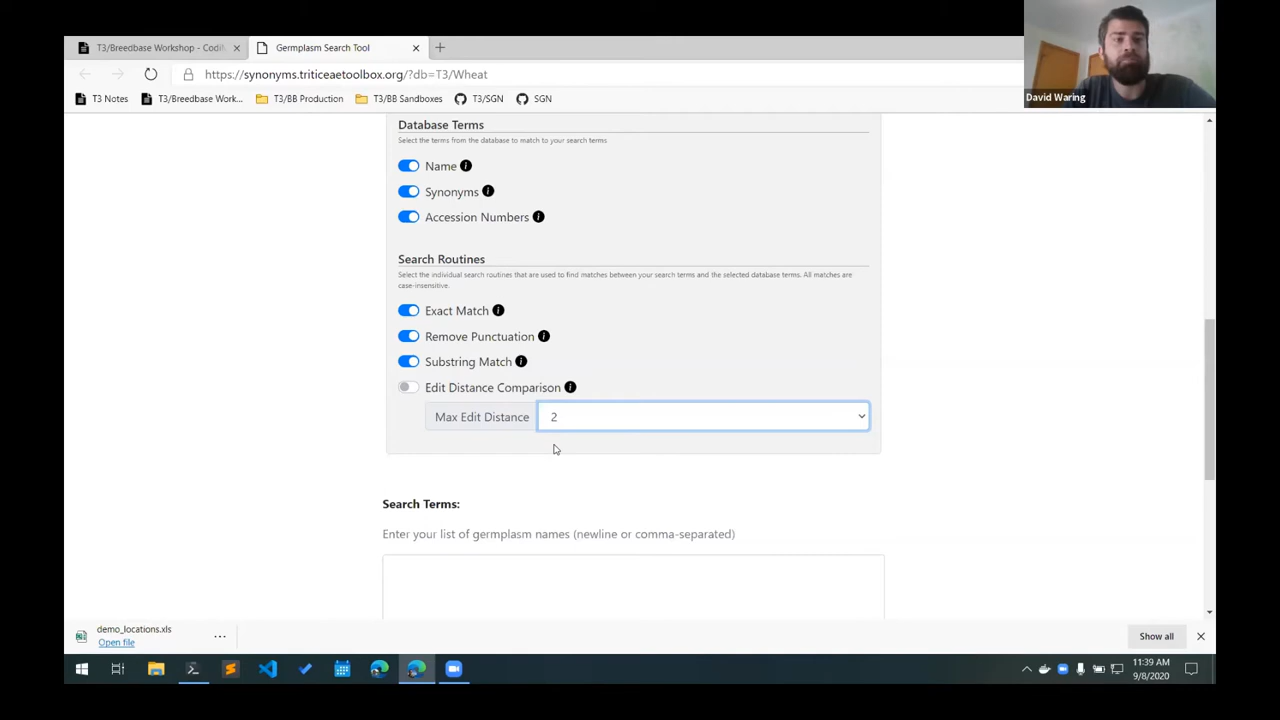 T3/Breedbase Workshop - Codi
Germplasm Search Tool
https://synonyms.triticaetoolbox.org/?db=T3/Wheat
T3 Notes
T3/Breedbase Work...
T3/BB Production
T3/BB Sandboxes
T3/SGN
SGN
David Waring
Database Terms
Select the terms from the database to match to your search terms
Name
Synonyms
Accession Numbers
Search Routines
Select the individual search routines that are used to find matches between your search terms and the selected database terms. All matches are
case-insensitive.
Exact Match
Remove Punctuation
Substring Match
Edit Distance Comparison
Max Edit Distance
2
Search Terms:
Enter your list of germplasm names (newline or comma-separated)
demo_locations.xls
Open file
Show all
11:39 AM
9/8/2020